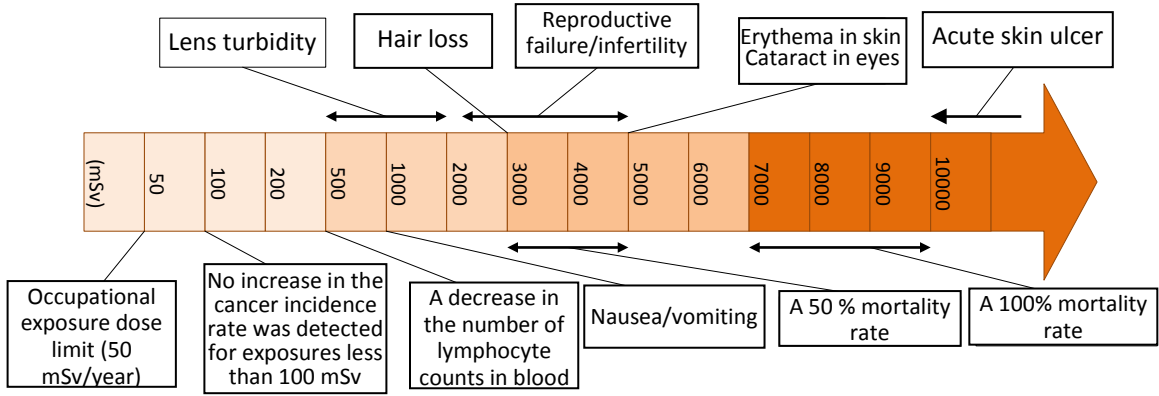 Lens turbidity
Hair loss
Reproductive
failure/infertility
Erythema in skin
Cataract in eyes
Acute skin ulcer
(mSv)
50
100
200
500
1000
2000
3000
4000
5000
6000
7000
8000
9000
10000
Occupational
exposure dose
limit (50
mSv/year)
No increase in the
cancer incidence
rate was detected
for exposures less
than 100 mSv
A decrease in
the number of
lymphocyte
counts in blood
Nausea/vomiting
A 50 % mortality
rate
A 100% mortality
rate